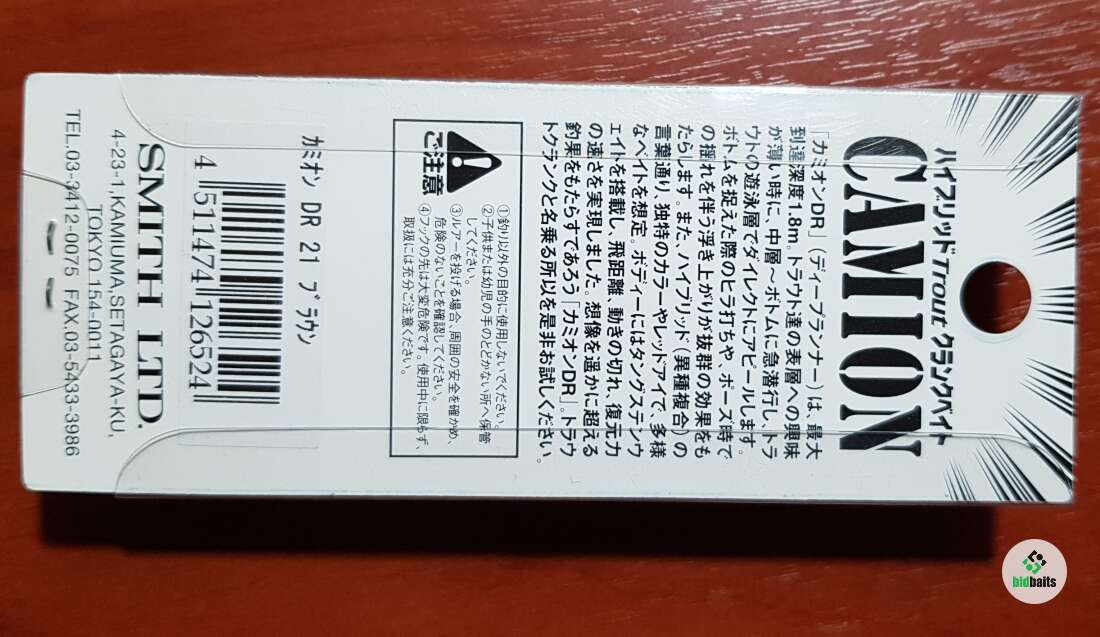 ハイブリッドTroutクランクベイト
CAMION
「カミオンDR」(ディープランナー)は、最大
到達深度1.8m。トラウト達の表層への興味
が薄い時に、中層〜ボトムに急潜行し、トラ
ウトの遊泳層でダイレクトにアピールします。
ボトムを捉えた際のヒラ打ちや、ポーズ時で
の揺れを伴う浮き上がりが抜群の効果をも
たらします。また、ハイブリッド(異種複合)の
言葉通り、独特のカラーやレッドアイで、多様
なベイトを想定。ボディーにはタングステンウ
エイトを搭載し、飛距離、動きの切れ、復元力
の速さを実現しました。想像を遥かに超える
釣果をもたらすであろう「カミオンDR」。トラウ
トクランクと名乗る所以を是非お試しください。
ご注意
①釣り以外の目的に使用しないでください。
②子供または幼児の手のとどかない所へ保管
してください。
③ルアーを投げる場合、周囲の安全を確かめ、
危険のないことを確認してください。
④フックの先は大変危険です。使用中に限らず、
取扱には充分ご注意ください。
カミオン DR 21 ブラウン
4 511474 126524
SMITH LTD.
4-23-1,KAMIUMA,SETAGAYA-KU,
TOKYO 154-0011
TEL.03-3412-0075 FAX.03-5433-3986
bidbaits